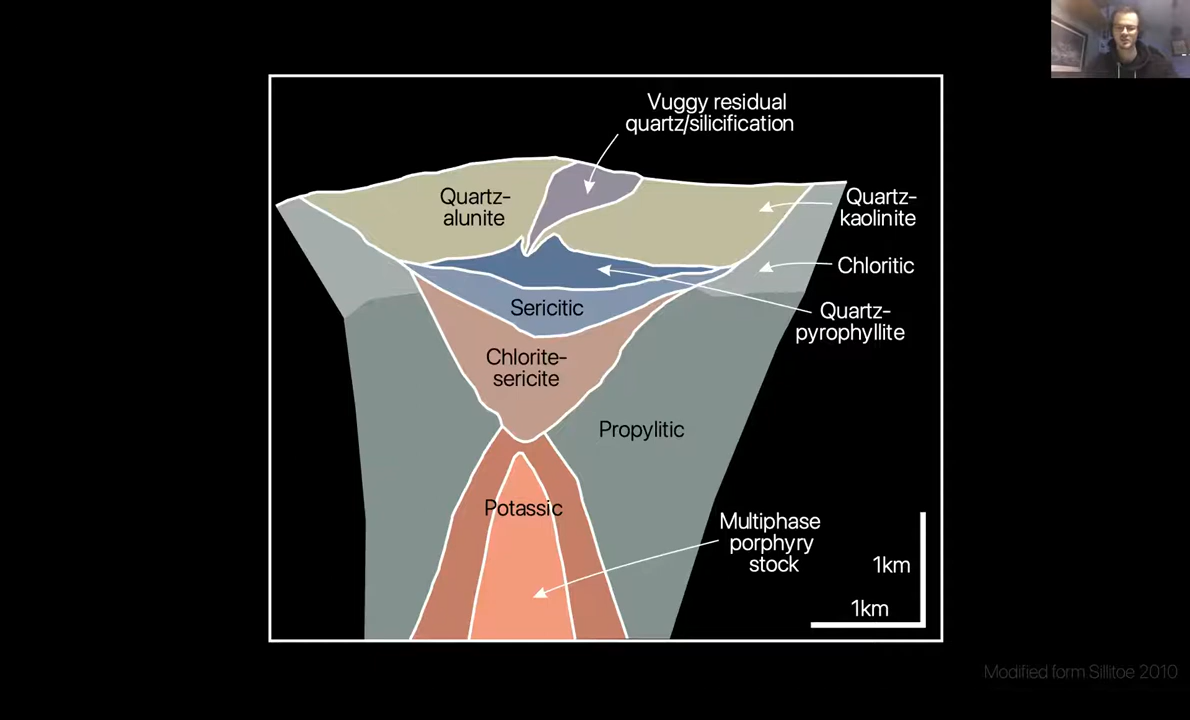 Vuggy residual
quartz/silicification
Quartz-
alunite
Quartz-
kaolinite
Chloritic
Sericitic
Quartz-
pyrophyllite
Chlorite-
sericite
Propylitic
Potassic
Multiphase
porphyry
stock
1km
1km
Modified form Sillitoe 2010